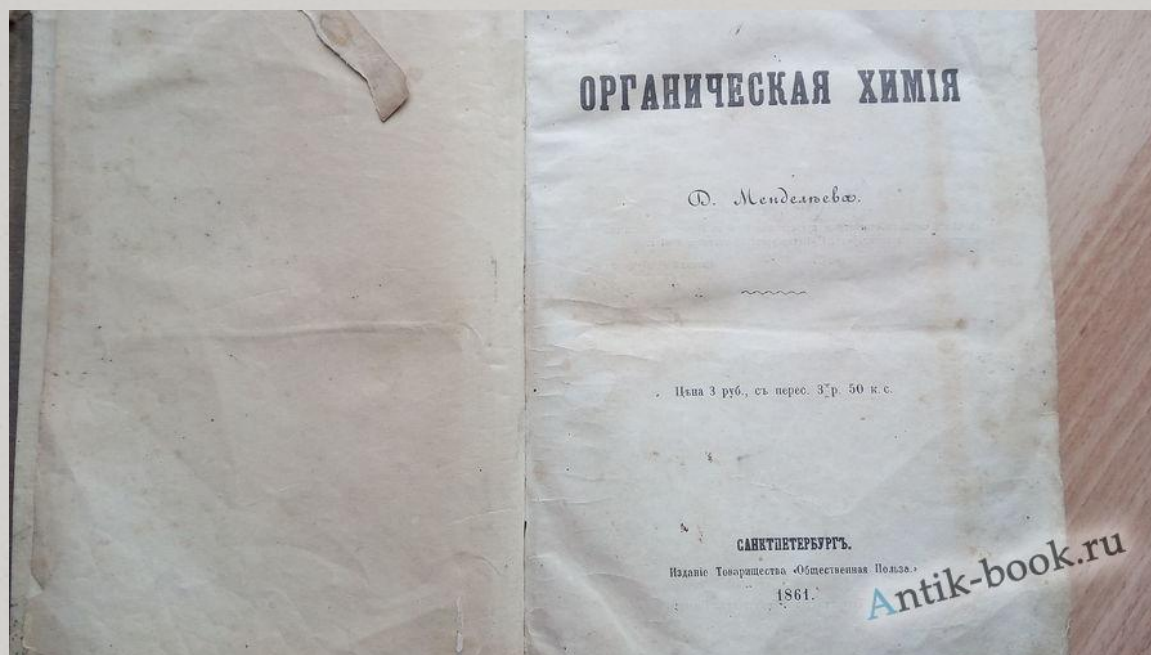 ОРГАНИЧЕСКАЯ ХИМІЯ
Д. Менделѣева.
Цѣна 3 руб., съ перес. 3 р. 50 к. с.
САНКТПЕТЕРБУРГЪ.
Изданіе Товарищества «Общественная Польза.»
1861.
Antik-book.ru